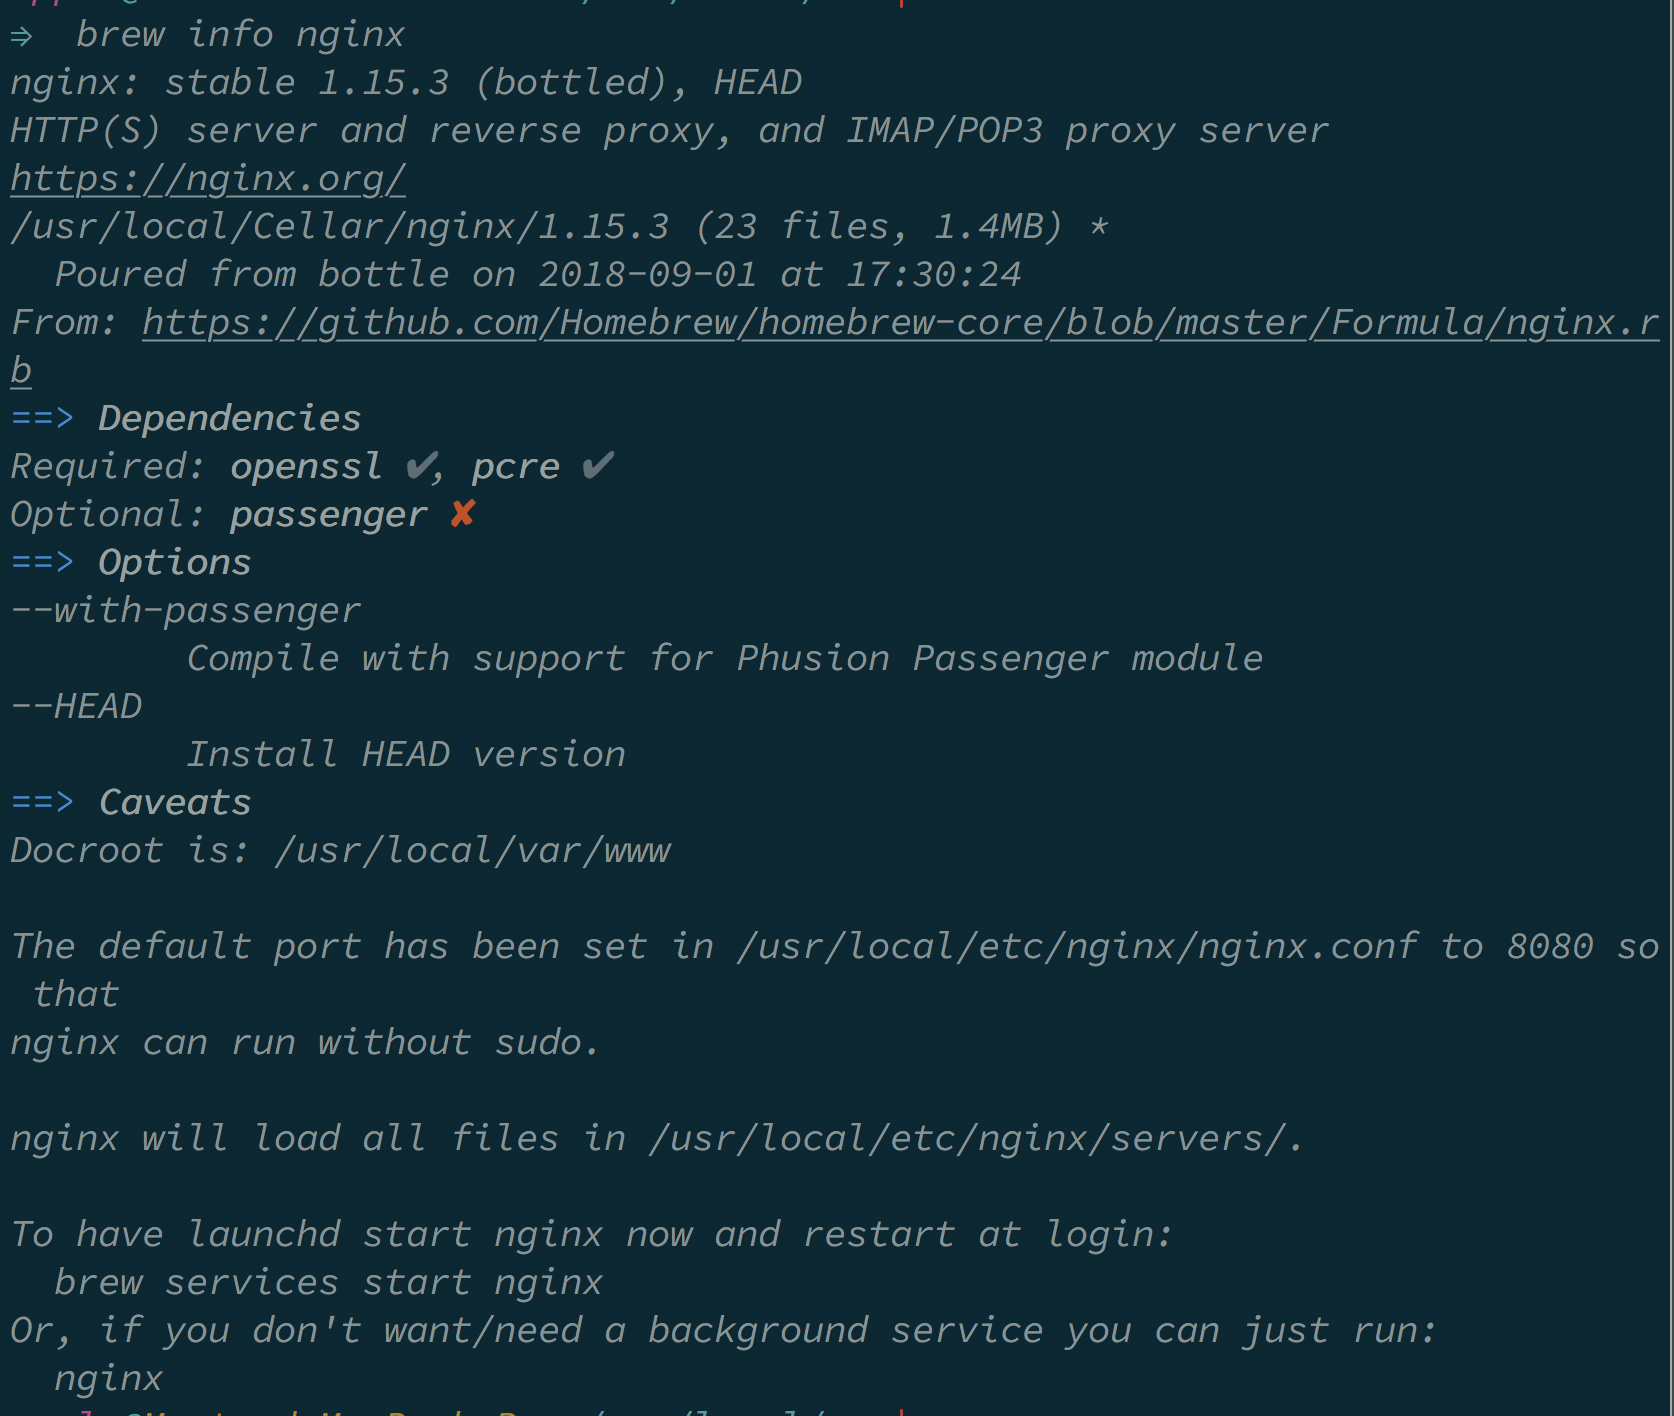 ⇒  brew info nginx
nginx: stable 1.15.3 (bottled), HEAD
HTTP(S) server and reverse proxy, and IMAP/POP3 proxy server
https://nginx.org/
/usr/local/Cellar/nginx/1.15.3 (23 files, 1.4MB) *
  Poured from bottle on 2018-09-01 at 17:30:24
From: https://github.com/Homebrew/homebrew-core/blob/master/Formula/nginx.r
b
==> Dependencies
Required: openssl ✔, pcre ✔
Optional: passenger ✘
==> Options
--with-passenger
        Compile with support for Phusion Passenger module
--HEAD
        Install HEAD version
==> Caveats
Docroot is: /usr/local/var/www
The default port has been set in /usr/local/etc/nginx/nginx.conf to 8080 so
 that
nginx can run without sudo.
nginx will load all files in /usr/local/etc/nginx/servers/.
To have launchd start nginx now and restart at login:
  brew services start nginx
Or, if you don't want/need a background service you can just run:
  nginx